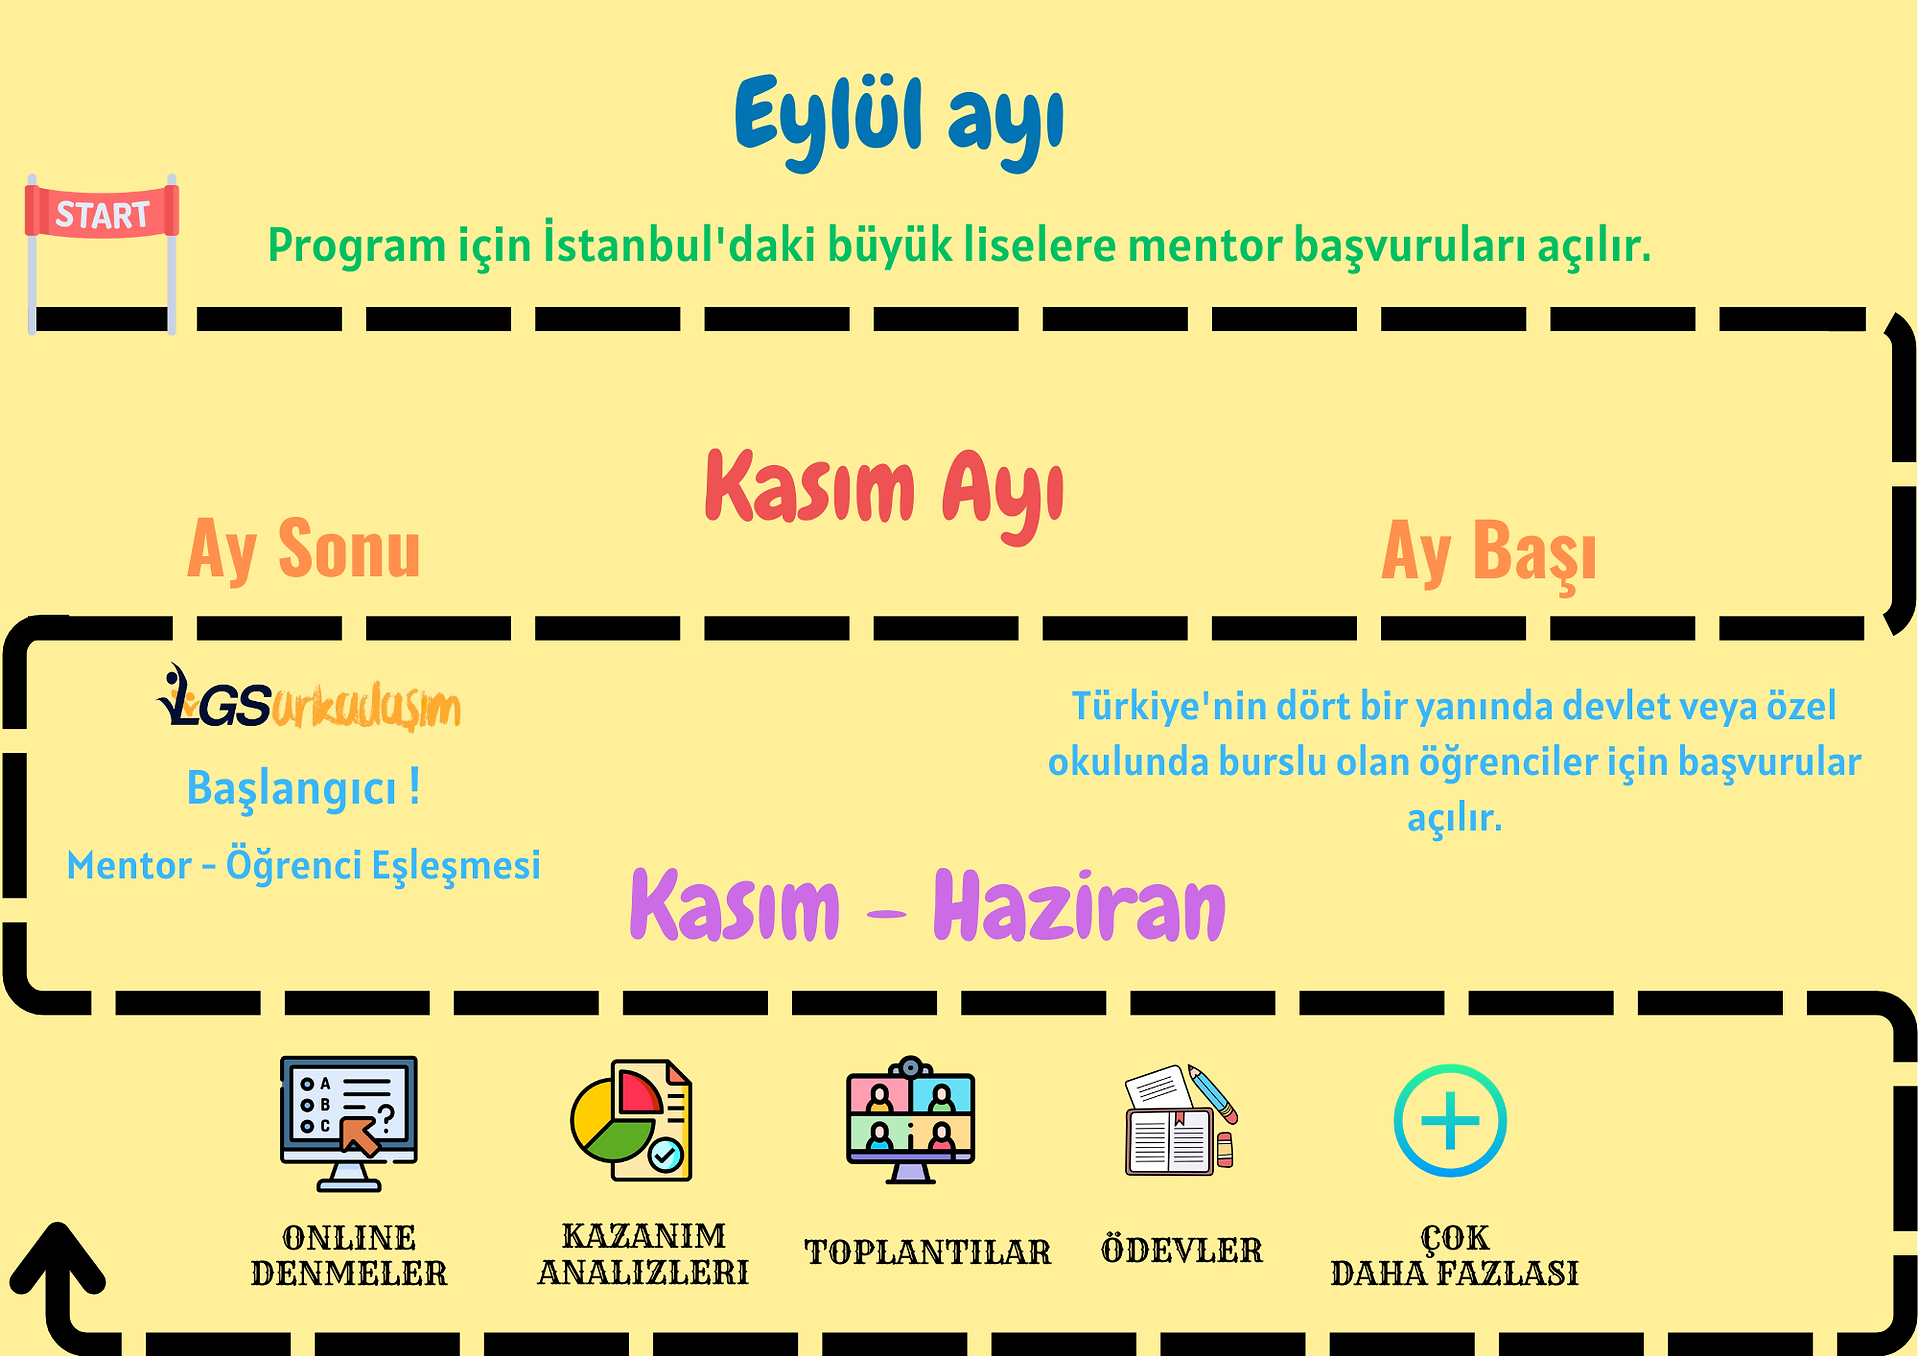 Eylül ayı
START
Program için İstanbul'daki büyük liselere mentor başvuruları açılır.
Kasım Ayı
Ay Sonu
Ay Başı
LGSarkadaşım
Başlangıcı !
Mentor - Öğrenci Eşleşmesi
Türkiye'nin dört bir yanında devlet veya özel
okulunda burslu olan öğrenciler için başvurular
açılır.
Kasım - Haziran
A
B
C
?
ONLINE
DENMELER
KAZANIM
ANALIZLERI
TOPLANTILAR
ÖDEVLER
ÇOK
DAHA FAZLASI